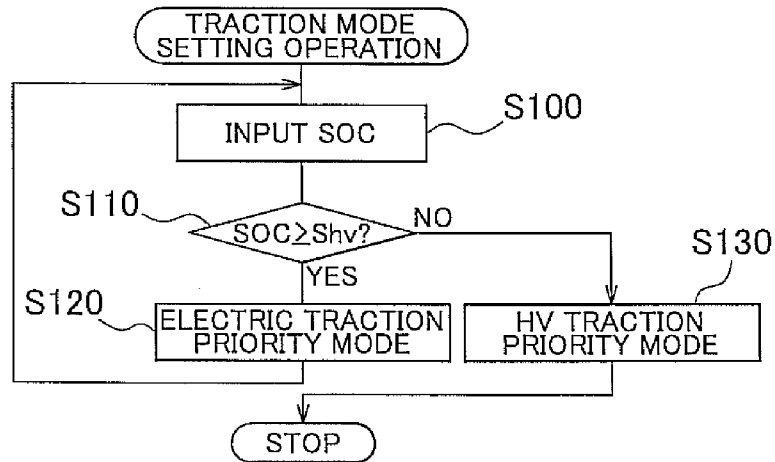 TRACTION MODE
SETTING OPERATION
INPUT SOC
S100
S110
SOC≥Shv?
NO
YES
S120
ELECTRIC TRACTION
PRIORITY MODE
S130
HV TRACTION
PRIORITY MODE
STOP